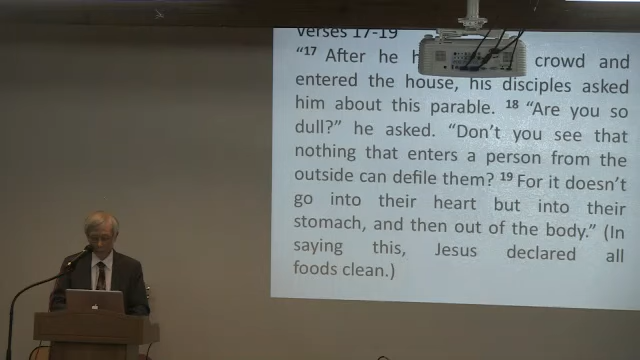 verses 17-19
“17 After he crowd and
entered the house, his disciples asked
him about this parable. 18 “Are you so
dull?” he asked. “Don’t you see that
nothing that enters a person from the
outside can defile them? 19 For it doesn’t
go into their heart but into their
stomach, and then out of the body.” (In
saying this, Jesus declared all
foods clean.)